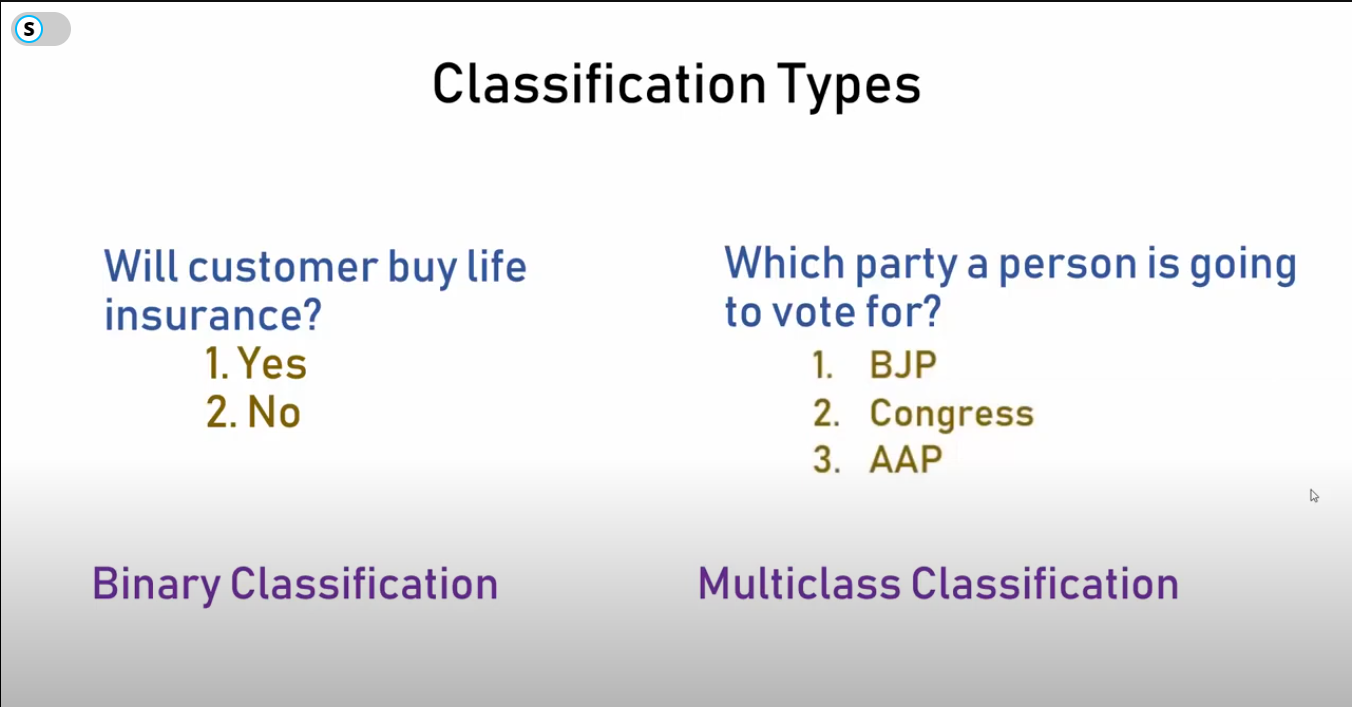 S
Classification Types
Will customer buy life
insurance?
1. Yes
2. No
Which party a person is going
to vote for?
1. BJP
2. Congress
3. AAP
Binary Classification
Multiclass Classification